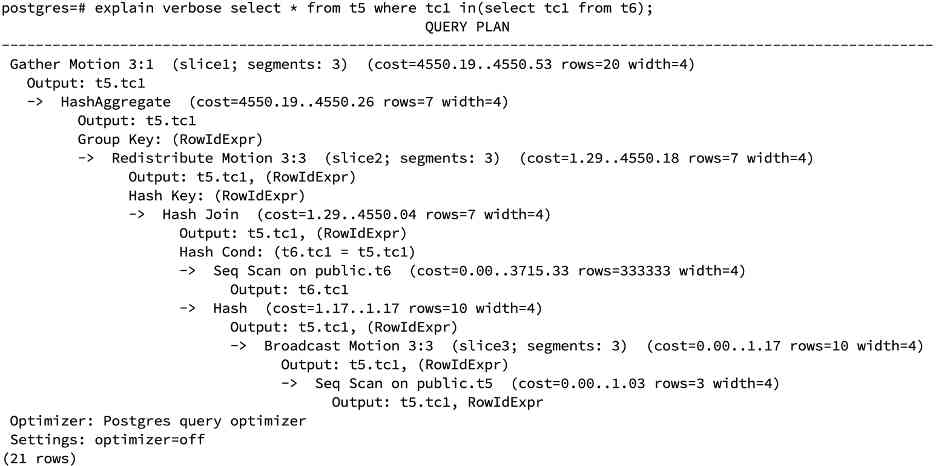 postgres=# explain verbose select * from t5 where tc1 in(select tc1 from t6);
QUERY PLAN
--------------------------------------------------------------------------------------------------------------
Gather Motion 3:1  (slice1; segments: 3)  (cost=4550.19..4550.53 rows=20 width=4)
  Output: t5.tc1
  ->  HashAggregate  (cost=4550.19..4550.26 rows=7 width=4)
        Output: t5.tc1
        Group Key: (RowIdExpr)
        ->  Redistribute Motion 3:3  (slice2; segments: 3)  (cost=1.29..4550.18 rows=7 width=4)
              Output: t5.tc1, (RowIdExpr)
              Hash Key: (RowIdExpr)
              ->  Hash Join  (cost=1.29..4550.04 rows=7 width=4)
                    Output: t5.tc1, (RowIdExpr)
                    Hash Cond: (t6.tc1 = t5.tc1)
                    ->  Seq Scan on public.t6  (cost=0.00..3715.33 rows=333333 width=4)
                          Output: t6.tc1
                    ->  Hash  (cost=1.17..1.17 rows=10 width=4)
                          Output: t5.tc1, (RowIdExpr)
                          ->  Broadcast Motion 3:3  (slice3; segments: 3)  (cost=0.00..1.17 rows=10 width=4)
                                Output: t5.tc1, (RowIdExpr)
                                ->  Seq Scan on public.t5  (cost=0.00..1.03 rows=3 width=4)
                                      Output: t5.tc1, RowIdExpr
Optimizer: Postgres query optimizer
Settings: optimizer=off
(21 rows)